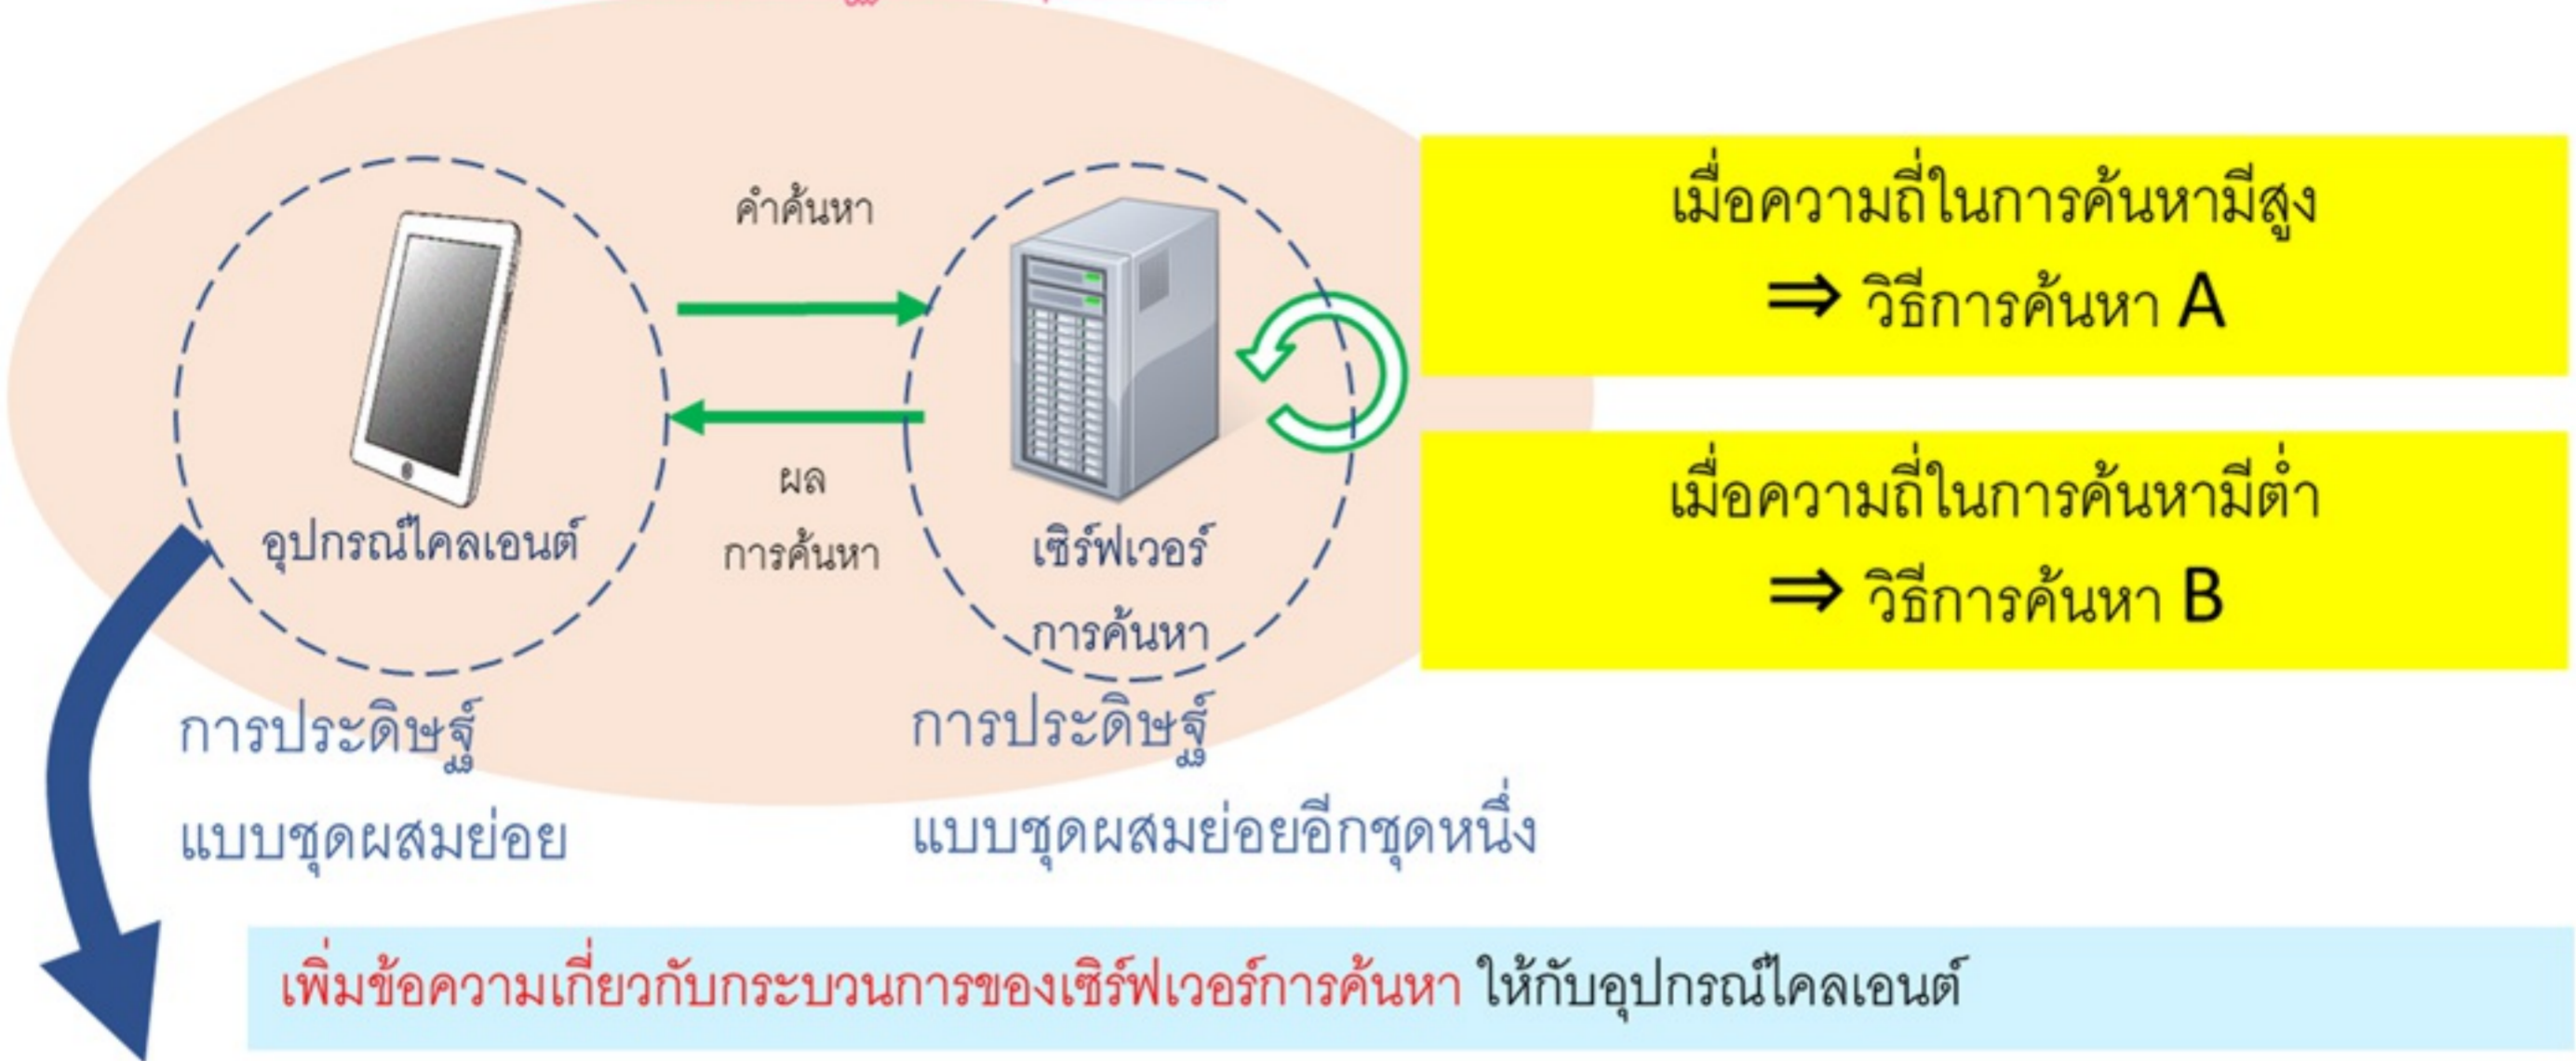 คำค้นหา
ผล
การค้นหา
อุปกรณ์ไคลเอนต์
เซิร์ฟเวอร์
การค้นหา
เมื่อความถี่ในการค้นหามีสูง
⇒ วิธีการค้นหา A
เมื่อความถี่ในการค้นหามีต่ำ
⇒ วิธีการค้นหา B
การประดิษฐ์
แบบชุดผสมย่อย
การประดิษฐ์
แบบชุดผสมย่อยอีกชุดหนึ่ง
เพิ่มข้อความเกี่ยวกับกระบวนการของเซิร์ฟเวอร์การค้นหา ให้กับอุปกรณ์ไคลเอนต์